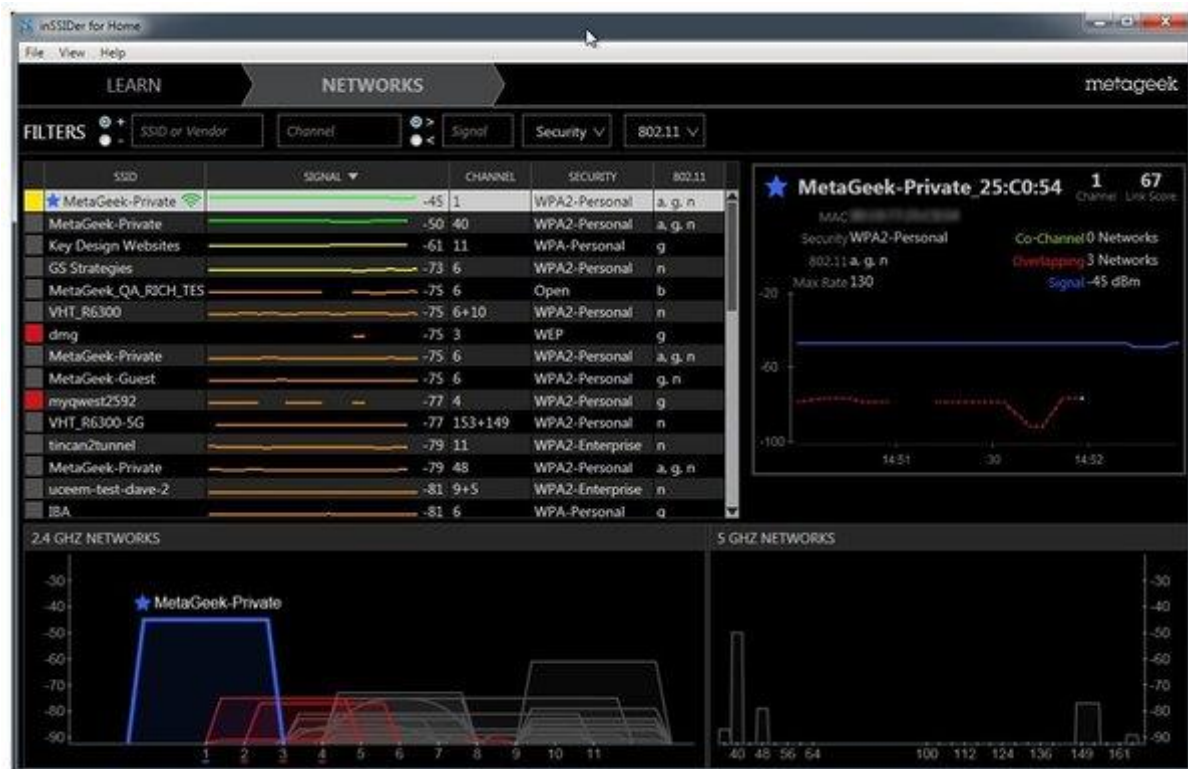 inSSIDer for Home
File View Help
LEARN NETWORKS metageek
FILTERS + - SSID or Vendor Channel > < Signal Security 802.11
SSID SIGNAL CHANNEL SECURITY 802.11
MetaGeek-Private -45 1 WPA2-Personal a, g, n
MetaGeek-Private -50 40 WPA2-Personal a, g, n
Key Design Websites -61 11 WPA-Personal g
GS Strategies -73 6 WPA2-Personal n
MetaGeek_QA_RICH_TES -75 6 Open b
VHT_R6300 -75 6+10 WPA2-Personal n
dmg -75 3 WEP g
MetaGeek-Private -75 6 WPA2-Personal a, g, n
MetaGeek-Guest -75 6 WPA2-Personal g, n
myqwest2592 -77 4 WPA2-Personal g
VHT_R6300-5G -77 153+149 WPA2-Personal n
tincan2tunnel -79 11 WPA2-Enterprise n
MetaGeek-Private -79 48 WPA2-Personal a, g, n
uceem-test-dave-2 -81 9+5 WPA2-Enterprise n
IBA -81 6 WPA-Personal g
MetaGeek-Private_25:C0:54 1 67
Channel Link Score
MAC
Security WPA2-Personal Co-Channel 0 Networks
802.11 a, g, n Overlapping 3 Networks
Max Rate 130 Signal -45 dBm
-20
-60
-100
14:51 :30 14:52
2.4 GHZ NETWORKS
-30
-40
-50
-60
-70
-80
-90
MetaGeek-Private
1 2 3 4 5 6 7 8 9 10 11
5 GHZ NETWORKS
-30
-40
-50
-60
-70
-80
-90
40 48 56 64 100 112 124 136 149 161